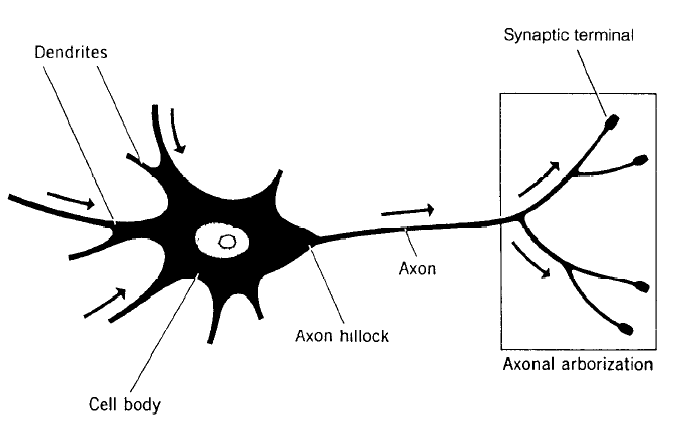 Synaptic terminal
Dendrites
Axon
Axon hillock
Axonal arborization
Cell body